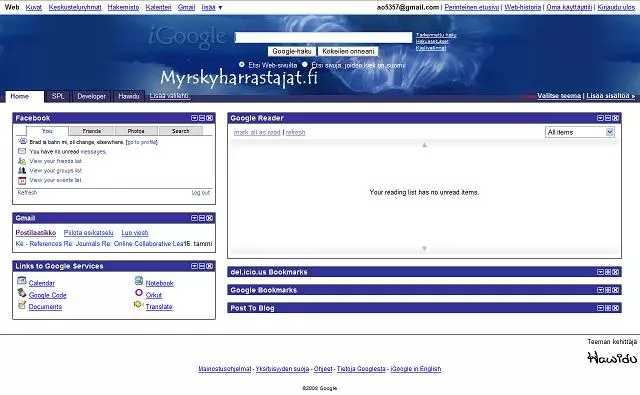 Web Kuvat Keskusteluryhmät Hakemisto Kalenteri Gmail lisää ▼
ao5357@gmail.com | Perinteinen etusivu | Web-historia | Oma käyttäjätili | Kirjaudu ulos
iGoogle
Tarkennettu haku
Hakuasetukset
Kielivalinnat
Google-haku Kokeilen onneani
Etsi Web-sivuilta Etsi sivuja, joiden kieli on suomi
Myrskyharrastajat.fi
Home SPL Developer Hawidu Lisää välilehti.
Valitse teema | Lisää sisältöä »
Facebook
You Friends Photos Search
Brad is bahn mi, oil change, elsewhere. [go to profile]
You have no unread messages.
View your friends list
View your groups list
View your events list
Refresh Log out
Gmail
Postilaatikko Piilota esikatselu Luo viesti
Ke - References Re: Journals Re: Online Collaborative Lea 16. tammi
Links to Google Services
Calendar Notebook
Google Code Orkut
Documents Translate
Google Reader
mark all as read | refresh All items
Your reading list has no unread items.
del.icio.us Bookmarks
Google Bookmarks
Post To Blog
Teeman kehittäjä
Hawidu
Mainostusohjelmat - Yksityisyyden suoja - Ohjeet - Tietoja Googlesta - iGoogle in English
©2008 Google